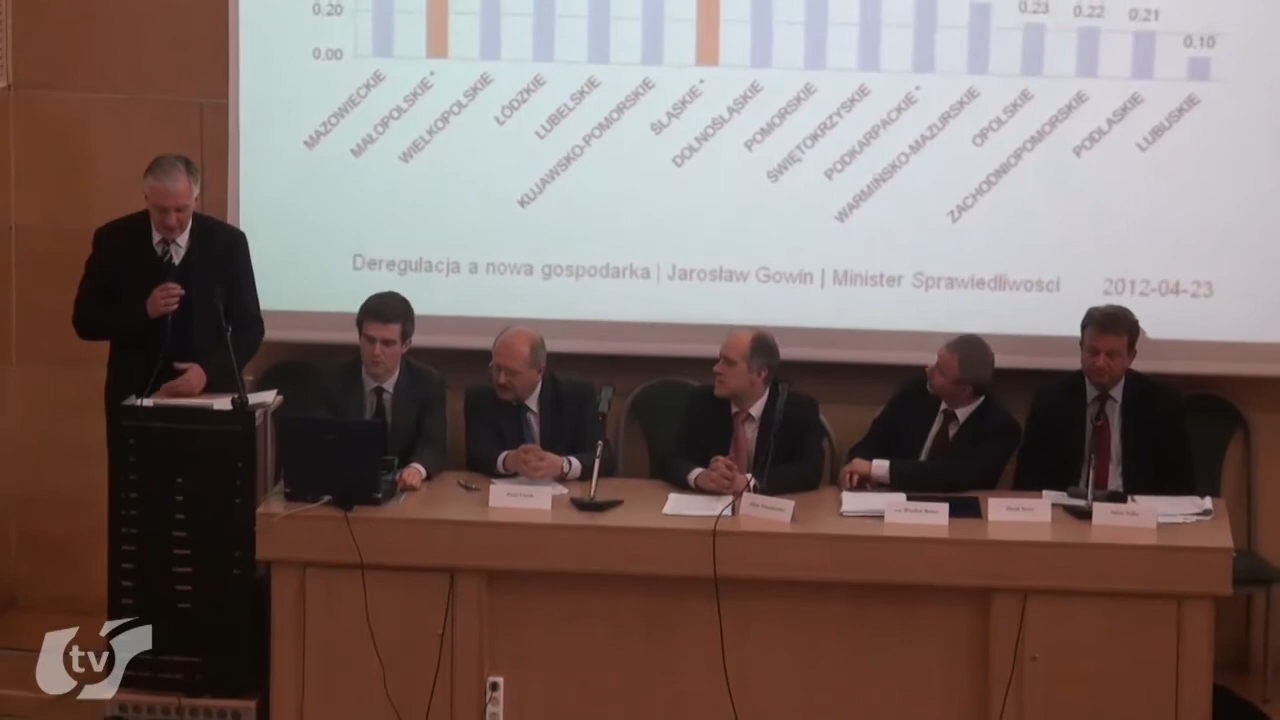 0,20
0,23 0,22 0,21
0,10
0,00
MAZOWIECKIE
MAŁOPOLSKIE *
WIELKOPOLSKIE
ŁÓDZKIE
LUBELSKIE
KUJAWSKO-POMORSKIE
ŚLĄSKIE *
DOLNOŚLĄSKIE
POMORSKIE
ŚWIĘTOKRZYSKIE
PODKARPACKIE *
WARMIŃSKO-MAZURSKIE
OPOLSKIE
ZACHODNIOPOMORSKIE
PODLASKIE
LUBUSKIE
Deregulacja a nowa gospodarka | Jarosław Gowin | Minister Sprawiedliwości 2012-04-23
tv